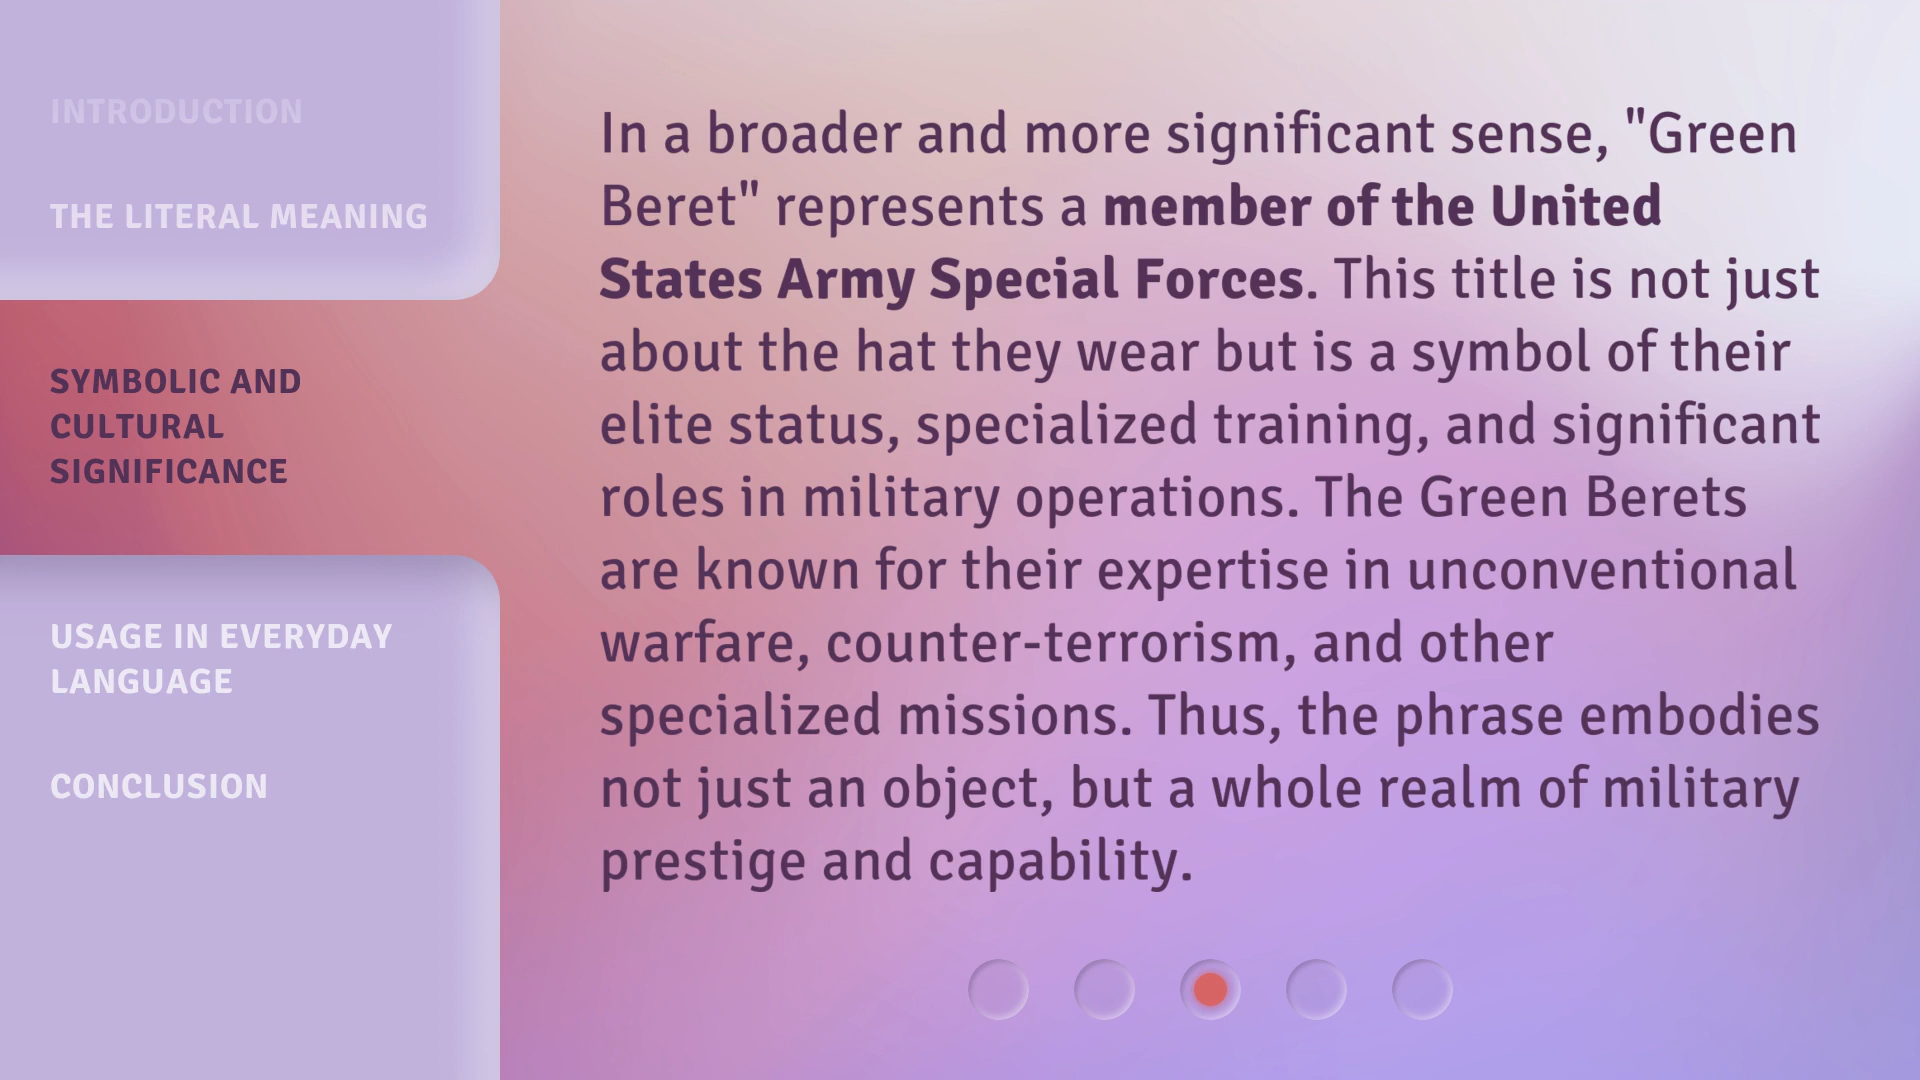 INTRODUCTION
THE LITERAL MEANING
SYMBOLIC AND
CULTURAL
SIGNIFICANCE
USAGE IN EVERYDAY
LANGUAGE
CONCLUSION
In a broader and more significant sense, "Green
Beret" represents a member of the United
States Army Special Forces. This title is not just
about the hat they wear but is a symbol of their
elite status, specialized training, and significant
roles in military operations. The Green Berets
are known for their expertise in unconventional
warfare, counter-terrorism, and other
specialized missions. Thus, the phrase embodies
not just an object, but a whole realm of military
prestige and capability.